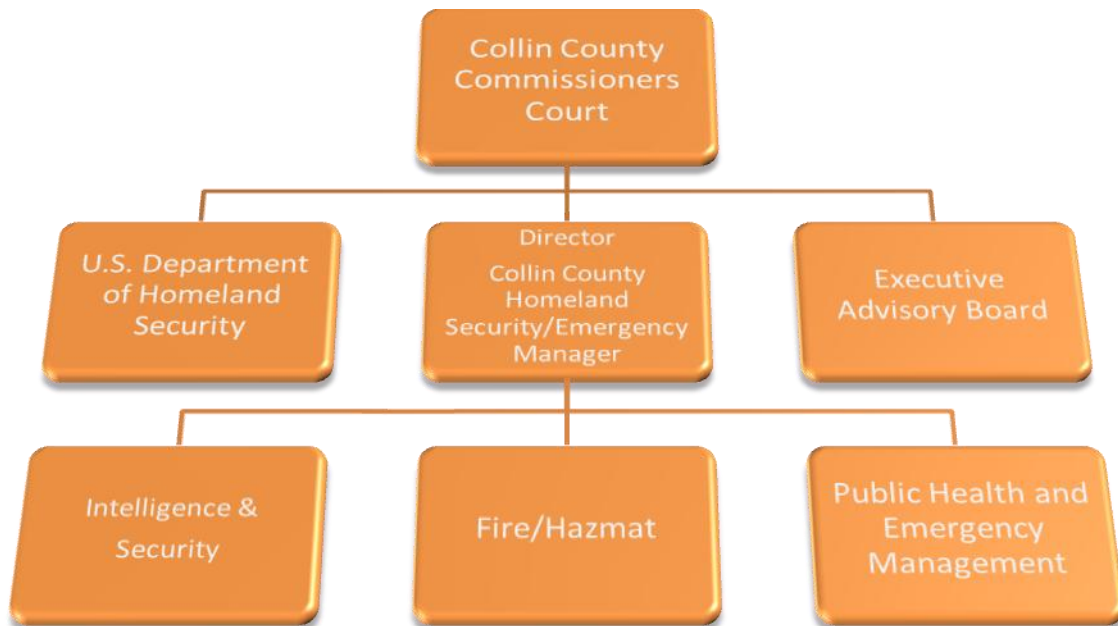 Collin County
Commissioners
Court
U.S. Department
of Homeland
Security
Director
Collin County
Homeland
Security/Emergency
Manager
Executive
Advisory Board
Intelligence &
Security
Fire/Hazmat
Public Health and
Emergency
Management